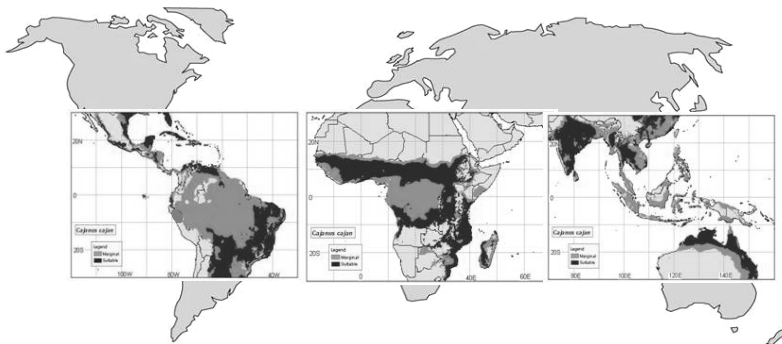 20N
0
20S
100W
80W
40W
Cajanus cajan
Legend
Marginal
Suitable
20N
0
20S
0
40E
60E
Cajanus cajan
Legend
Marginal
Suitable
20N
0
20S
80E
100E
120E
140E
Cajanus cajan
Legend
Marginal
Suitable